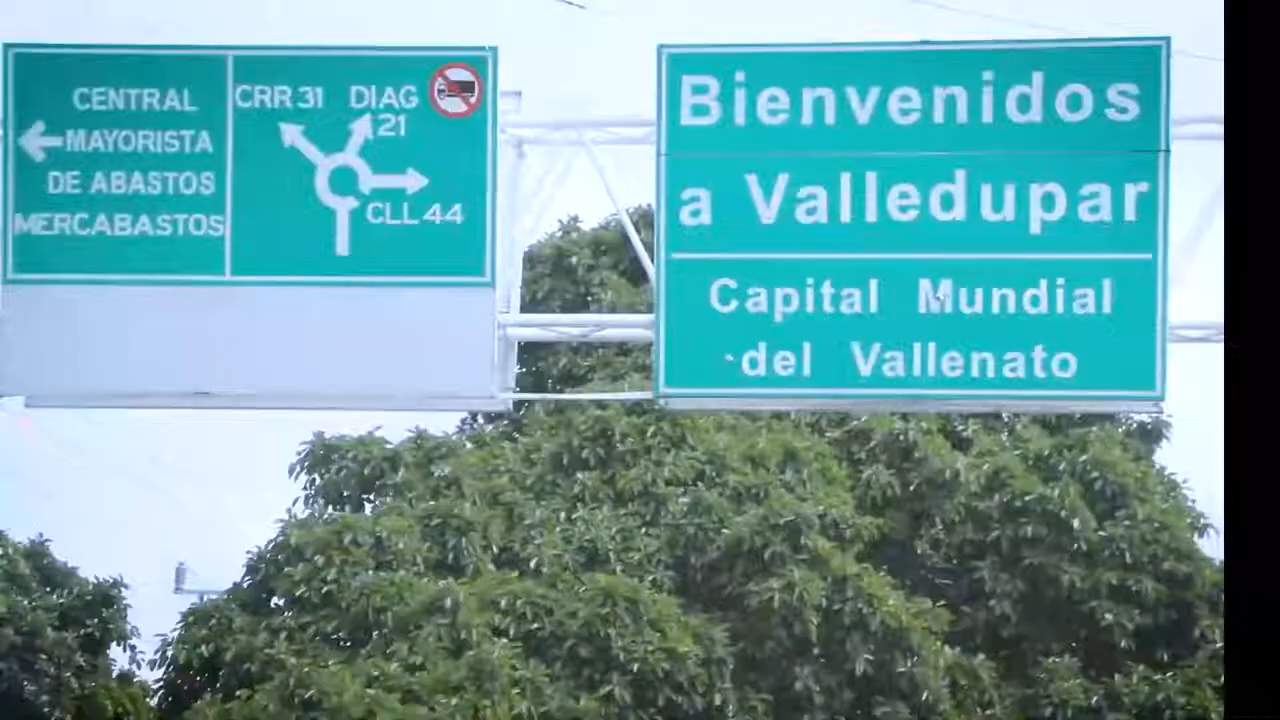 CENTRAL
MAYORISTA
DE ABASTOS
MERCABASTOS
CRR 31 DIAG
21
CLL 44
Bienvenidos
a Valledupar
Capital Mundial
del Vallenato